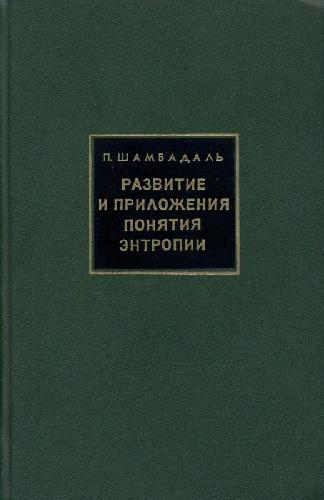 П. ШАМБАДАЛЬ
РАЗВИТИЕ
И ПРИЛОЖЕНИЯ
ПОНЯТИЯ
ЭНТРОПИИ